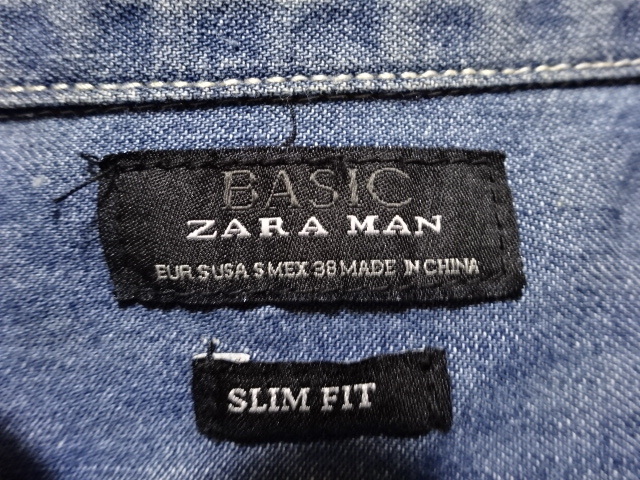 BASIC
ZARA MAN
EUR S USA S MEX 38 MADE IN CHINA
SLIM FIT